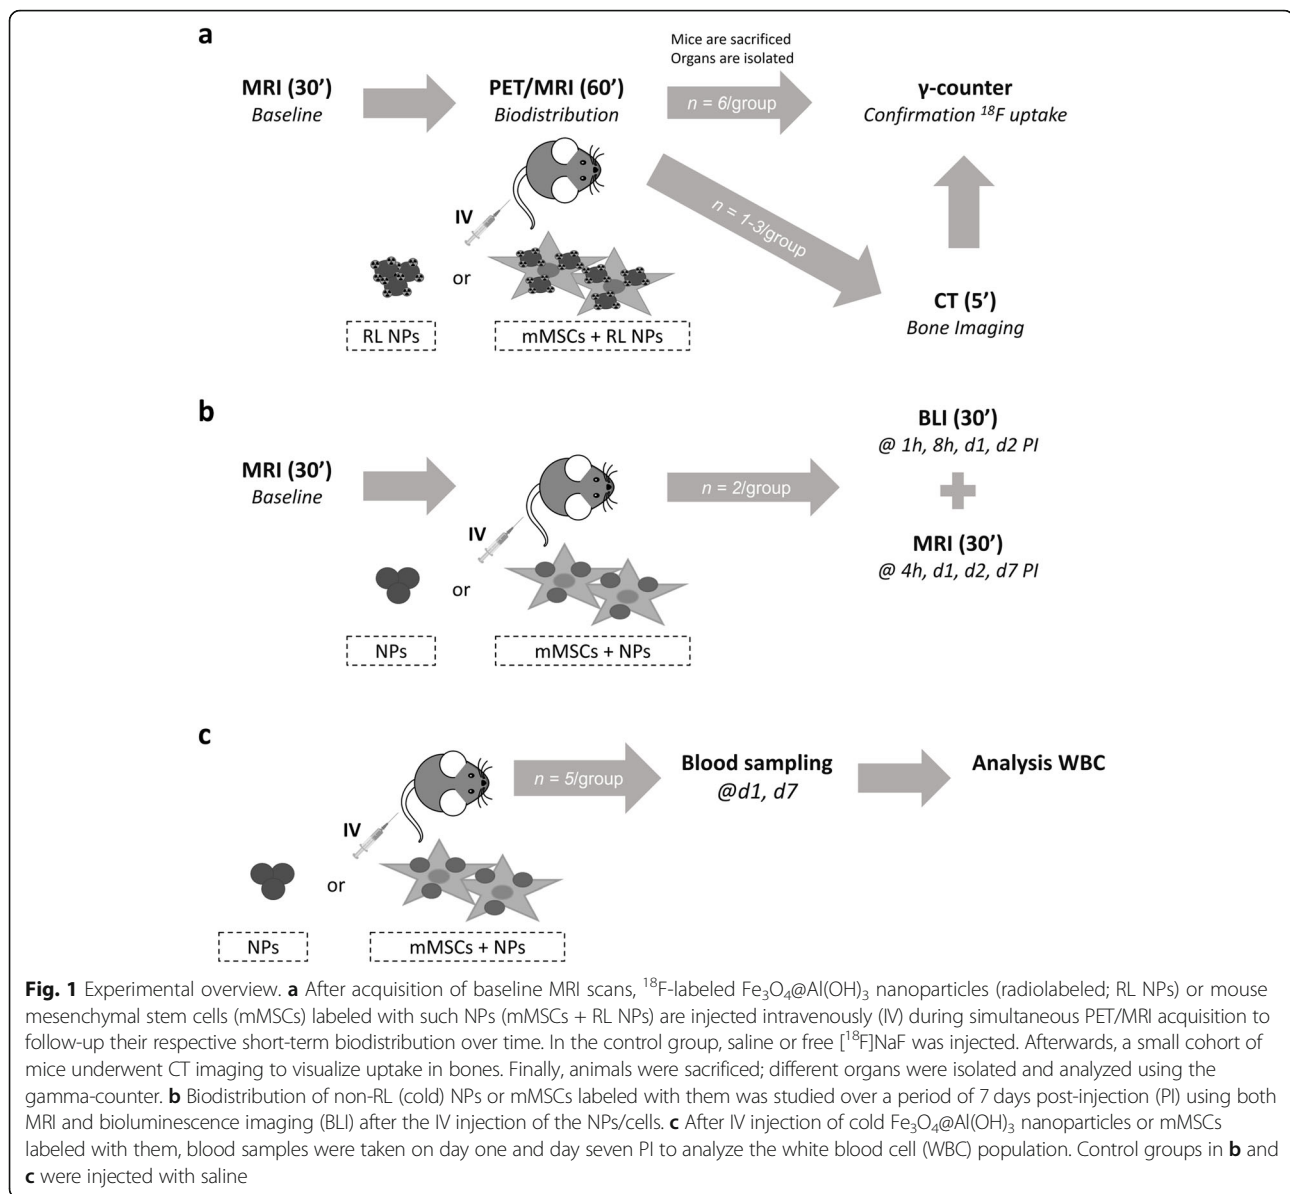 a
Mice are sacrificed
Organs are isolated
MRI (30’)
Baseline
PET/MRI (60’)
Biodistribution
n = 6/group
γ-counter
Confirmation ¹⁸F uptake
n = 1-3/group
IV
or
RL NPs
mMSCs + RL NPs
CT (5’)
Bone Imaging
b
MRI (30’)
Baseline
n = 2/group
BLI (30’)
@ 1h, 8h, d1, d2 PI
MRI (30’)
@ 4h, d1, d2, d7 PI
IV
or
NPs
mMSCs + NPs
c
n = 5/group
Blood sampling
@d1, d7
Analysis WBC
IV
or
NPs
mMSCs + NPs
Fig. 1 Experimental overview. a After acquisition of baseline MRI scans, ¹⁸F-labeled Fe₃O₄@Al(OH)₃ nanoparticles (radiolabeled; RL NPs) or mouse
mesenchymal stem cells (mMSCs) labeled with such NPs (mMSCs + RL NPs) are injected intravenously (IV) during simultaneous PET/MRI acquisition to
follow-up their respective short-term biodistribution over time. In the control group, saline or free [¹⁸F]NaF was injected. Afterwards, a small cohort of
mice underwent CT imaging to visualize uptake in bones. Finally, animals were sacrificed; different organs were isolated and analyzed using the
gamma-counter. b Biodistribution of non-RL (cold) NPs or mMSCs labeled with them was studied over a period of 7 days post-injection (PI) using both
MRI and bioluminescence imaging (BLI) after the IV injection of the NPs/cells. c After IV injection of cold Fe₃O₄@Al(OH)₃ nanoparticles or mMSCs
labeled with them, blood samples were taken on day one and day seven PI to analyze the white blood cell (WBC) population. Control groups in b and
c were injected with saline